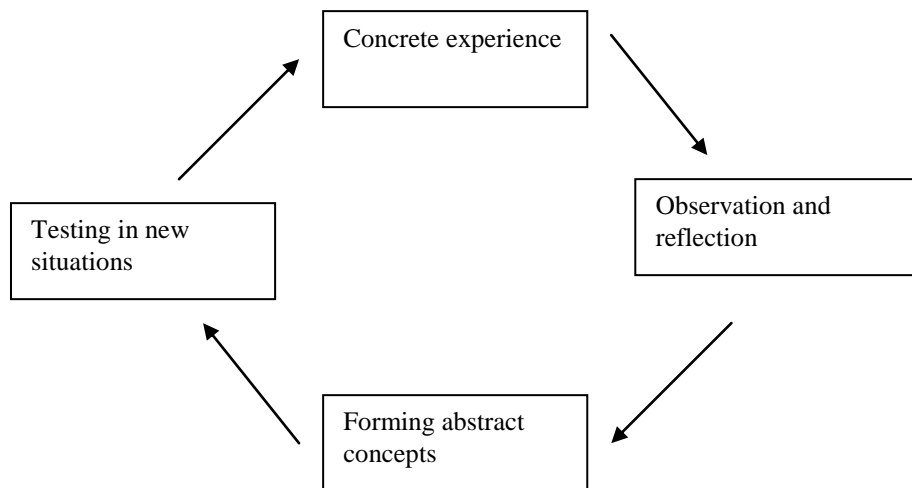 Concrete experience
Observation and
reflection
Forming abstract
concepts
Testing in new
situations